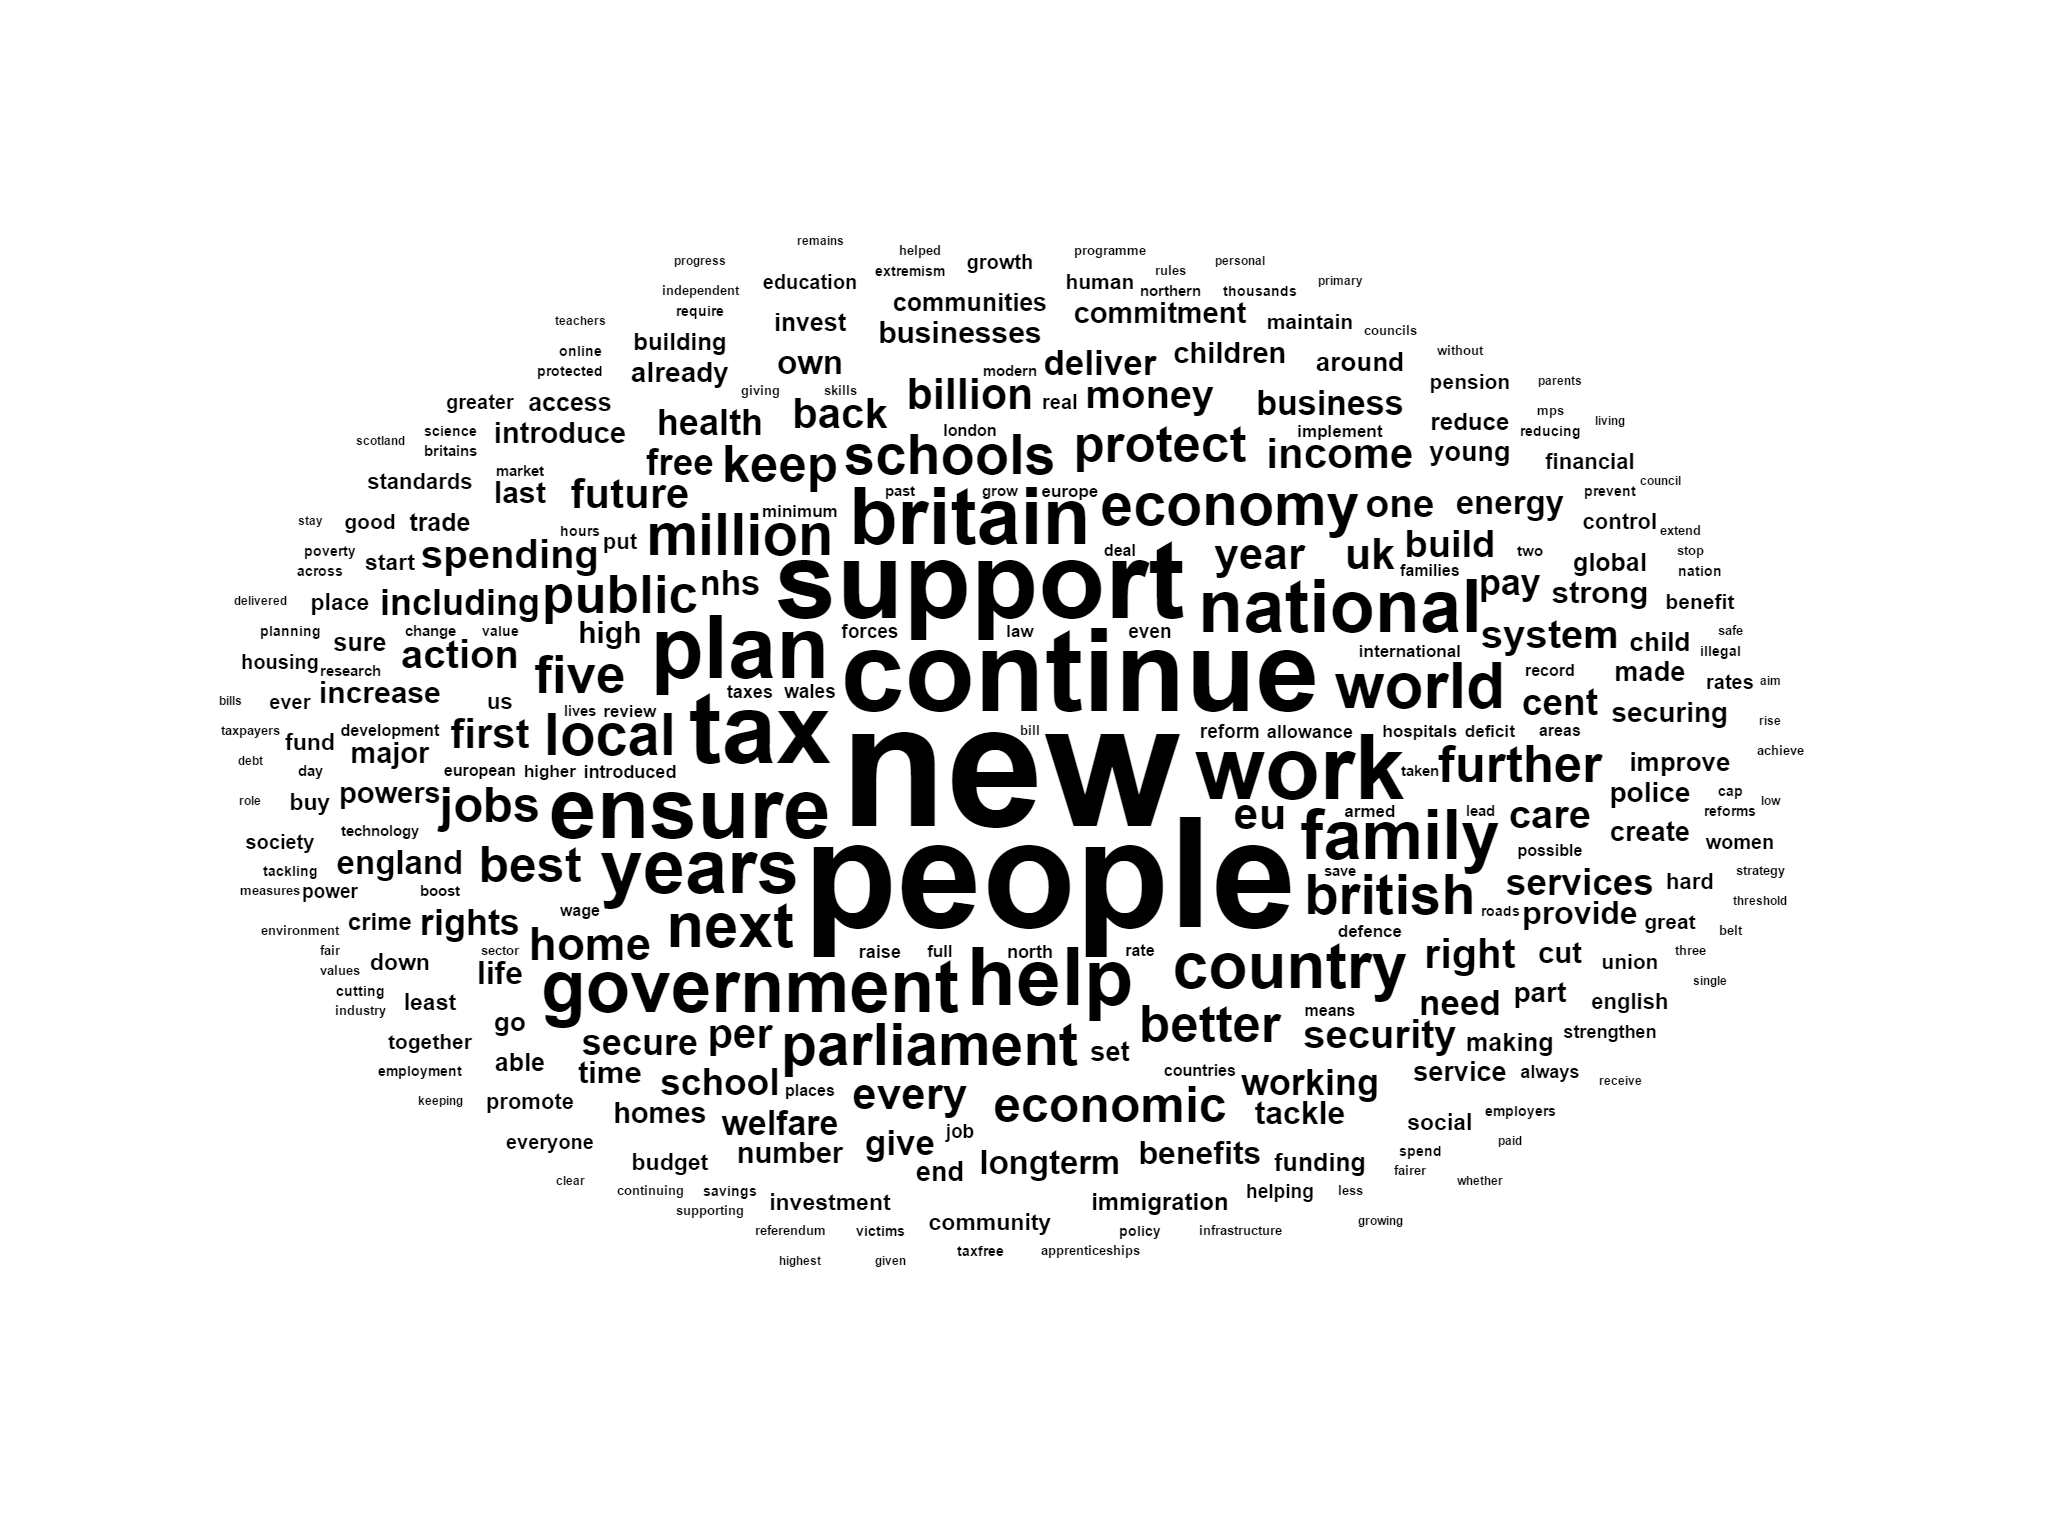 remains
progress helped programme
extremism growth rules personal
independent education human northern thousands primary
require communities commitment
teachers invest businesses maintain councils
online building own deliver children around without
protected already modern pension parents
giving skills billion real money business
greater access health back reduce mps living
scotland science introduce london implement reducing
britains free keep schools protect income young financial
standards market last future past grow europe economy one energy prevent council
stay good trade minimum britain control extend
poverty hours put million deal year uk build two stop
across start spending nhs support families global nation
delivered place including public national pay strong benefit
planning change value high forces law even system safe
housing sure action plan continue international child illegal
research five taxes wales world record made rates aim
bills ever increase us lives review cent securing rise
taxpayers fund development first local tax bill reform allowance hospitals deficit areas
debt major new work taken further improve achieve
day european higher introduced
role buy powers jobs ensure eu armed lead care police cap low
society technology family create reforms women
tackling england best years people possible
measures power boost save british services hard strategy
environment crime rights wage next roads provide great threshold
fair sector home raise full north rate defence belt
values down life government help country right cut union three
cutting least need part english single
industry go secure per parliament set better means security making strengthen
together able time school places countries working service always
employment
keeping promote homes welfare every economic tackle receive
everyone number give job social employers
budget end longterm benefits funding spend paid
clear continuing savings investment immigration helping less fairer whether
supporting
referendum victims community policy infrastructure growing
highest given taxfree apprenticeships